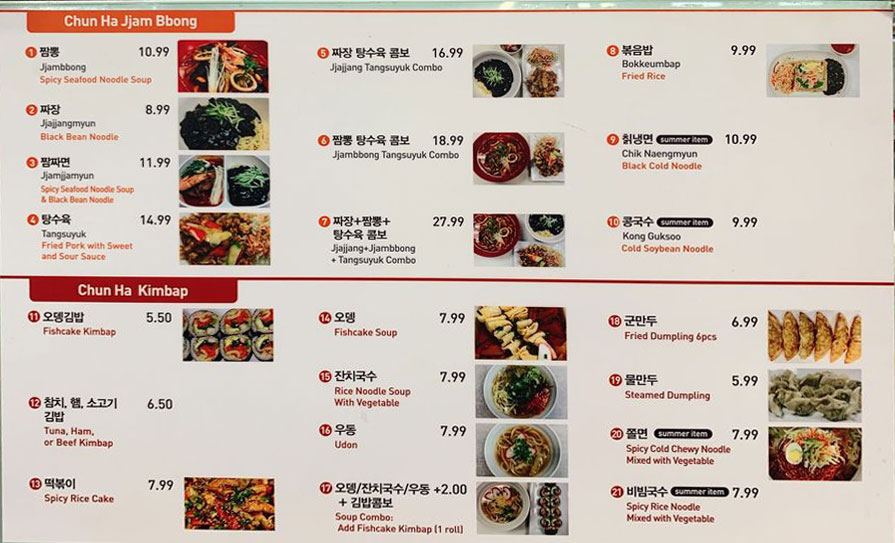 Chun Ha Jjam Bbong
1 짬뽕 10.99
Jjambbong
Spicy Seafood Noodle Soup
2 짜장 8.99
Jjajjangmyun
Black Bean Noodle
3 짬짜면 11.99
Jjamjjamyun
Spicy Seafood Noodle Soup
& Black Bean Noodle
4 탕수육 14.99
Tangsuyuk
Fried Pork with Sweet
and Sour Sauce
5 짜장 탕수육 콤보 16.99
Jjajjang Tangsuyuk Combo
6 짬뽕 탕수육 콤보 18.99
Jjambbong Tangsuyuk Combo
7 짜장+짬뽕+ 27.99
탕수육 콤보
Jjajjang+Jjambbong
+ Tangsuyuk Combo
8 볶음밥 9.99
Bokkeumbap
Fried Rice
9 칡냉면 summer item 10.99
Chik Naengmyun
Black Cold Noodle
10 콩국수 summer item 9.99
Kong Guksoo
Cold Soybean Noodle
Chun Ha Kimbap
11 오뎅김밥 5.50
Fishcake Kimbap
12 참치, 햄, 소고기 6.50
김밥
Tuna, Ham,
or Beef Kimbap
13 떡볶이 7.99
Spicy Rice Cake
14 오뎅 7.99
Fishcake Soup
15 잔치국수 7.99
Rice Noodle Soup
With Vegetable
16 우동 7.99
Udon
17 오뎅/잔치국수/우동 +2.00
+ 김밥콤보
Soup Combo:
Add Fishcake Kimbap (1 roll)
18 군만두 6.99
Fried Dumpling 6pcs
19 물만두 5.99
Steamed Dumpling
20 쫄면 summer item 7.99
Spicy Cold Chewy Noodle
Mixed with Vegetable
21 비빔국수 summer item 7.99
Spicy Rice Noodle
Mixed with Vegetable